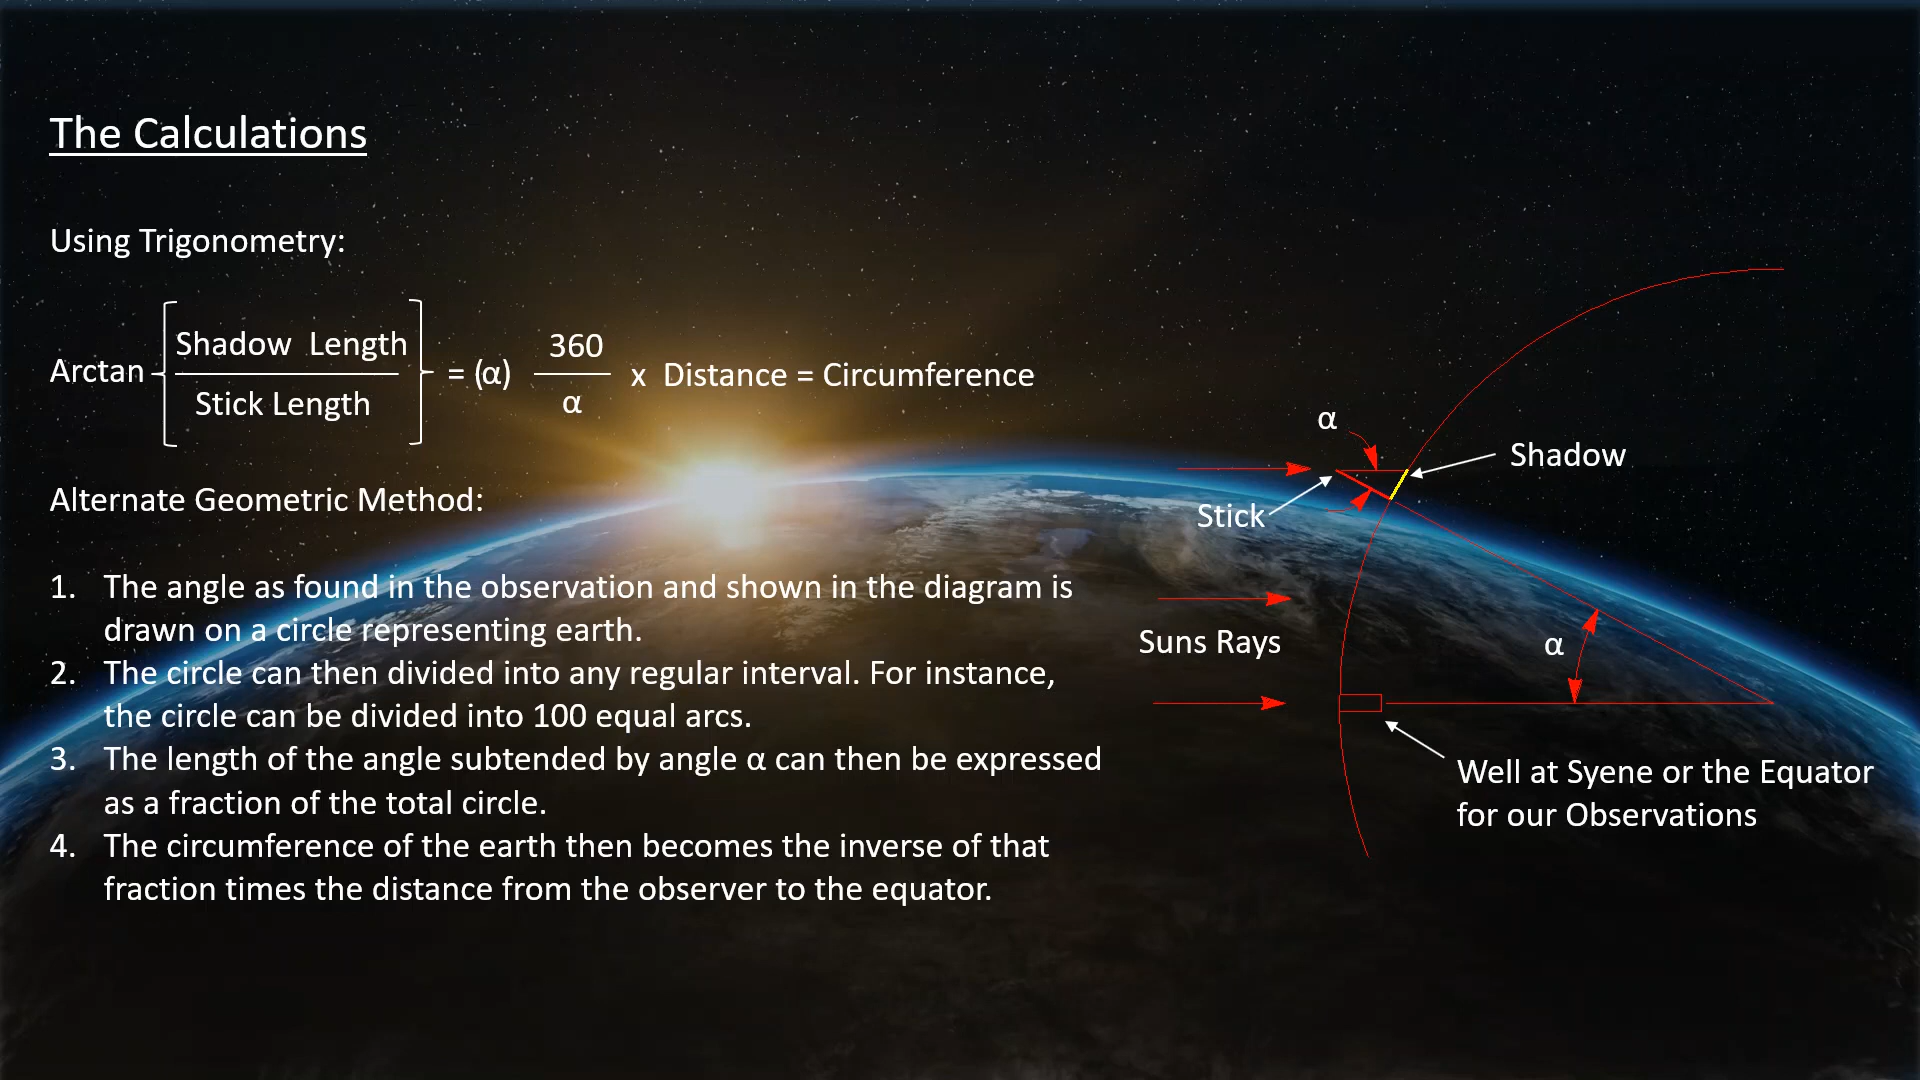 The Calculations
Using Trigonometry:
Shadow Length
Arctan
Stick Length
= (α)
360
α
x Distance = Circumference
Alternate Geometric Method:
1. The angle as found in the observation and shown in the diagram is
drawn on a circle representing earth.
2. The circle can then divided into any regular interval. For instance,
the circle can be divided into 100 equal arcs.
3. The length of the angle subtended by angle α can then be expressed
as a fraction of the total circle.
4. The circumference of the earth then becomes the inverse of that
fraction times the distance from the observer to the equator.
α
Shadow
Stick
Suns Rays
α
Well at Syene or the Equator
for our Observations